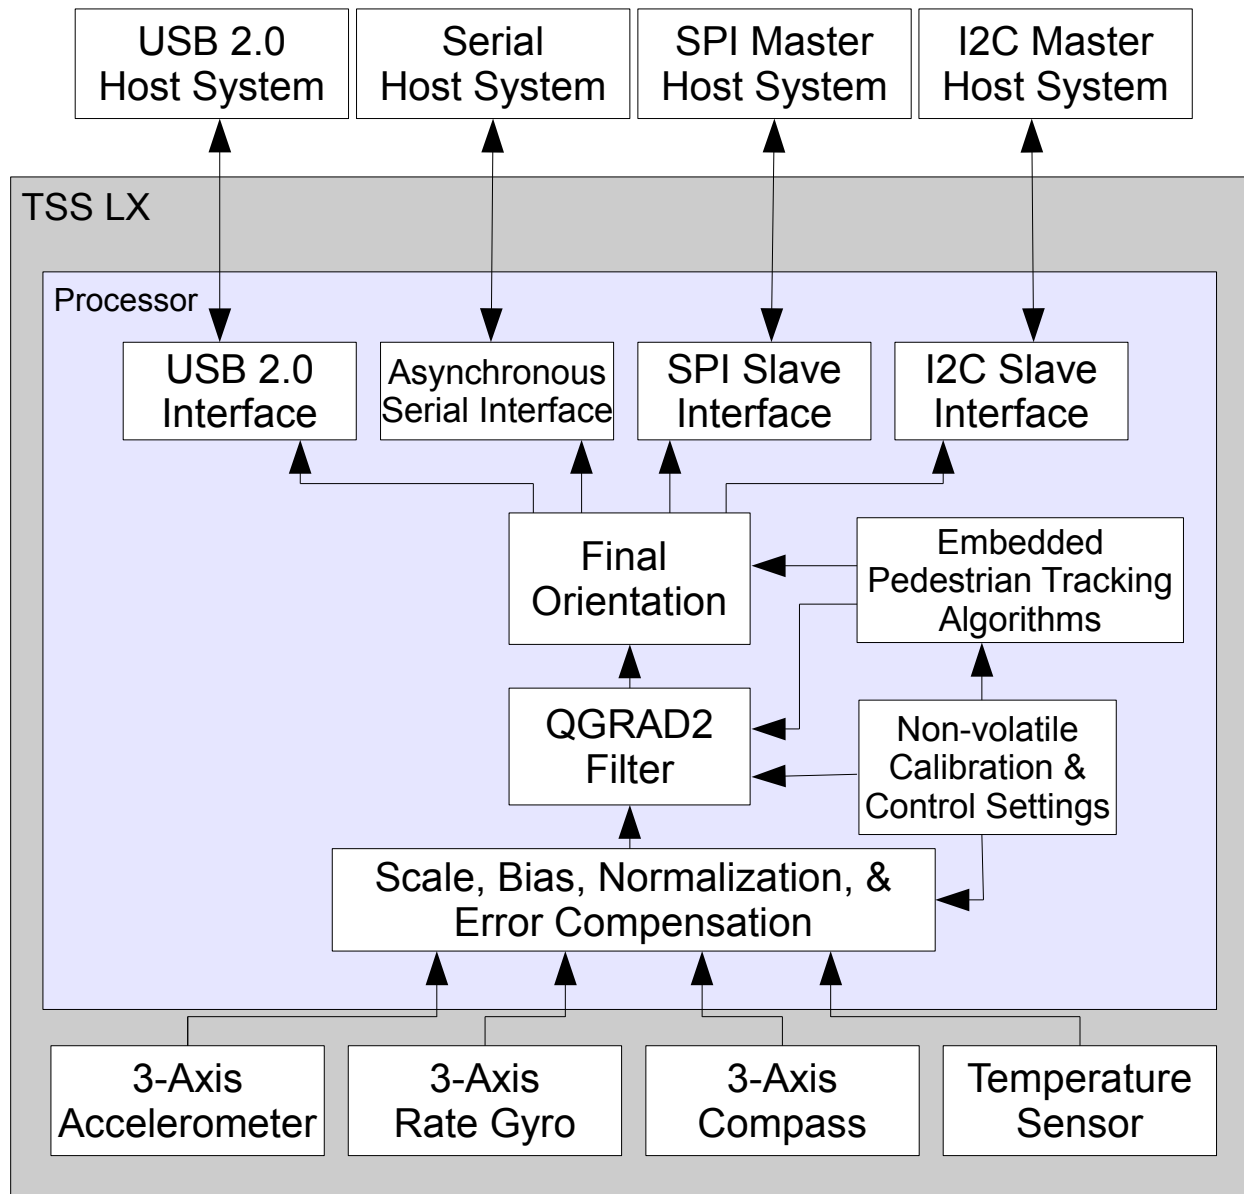 USB 2.0
Host System
Serial
Host System
SPI Master
Host System
I2C Master
Host System
TSS LX
Processor
USB 2.0
Interface
Asynchronous
Serial Interface
SPI Slave
Interface
I2C Slave
Interface
Final
Orientation
Embedded
Pedestrian Tracking
Algorithms
QGRAD2
Filter
Non-volatile
Calibration &
Control Settings
Scale, Bias, Normalization, &
Error Compensation
3-Axis
Accelerometer
3-Axis
Rate Gyro
3-Axis
Compass
Temperature
Sensor